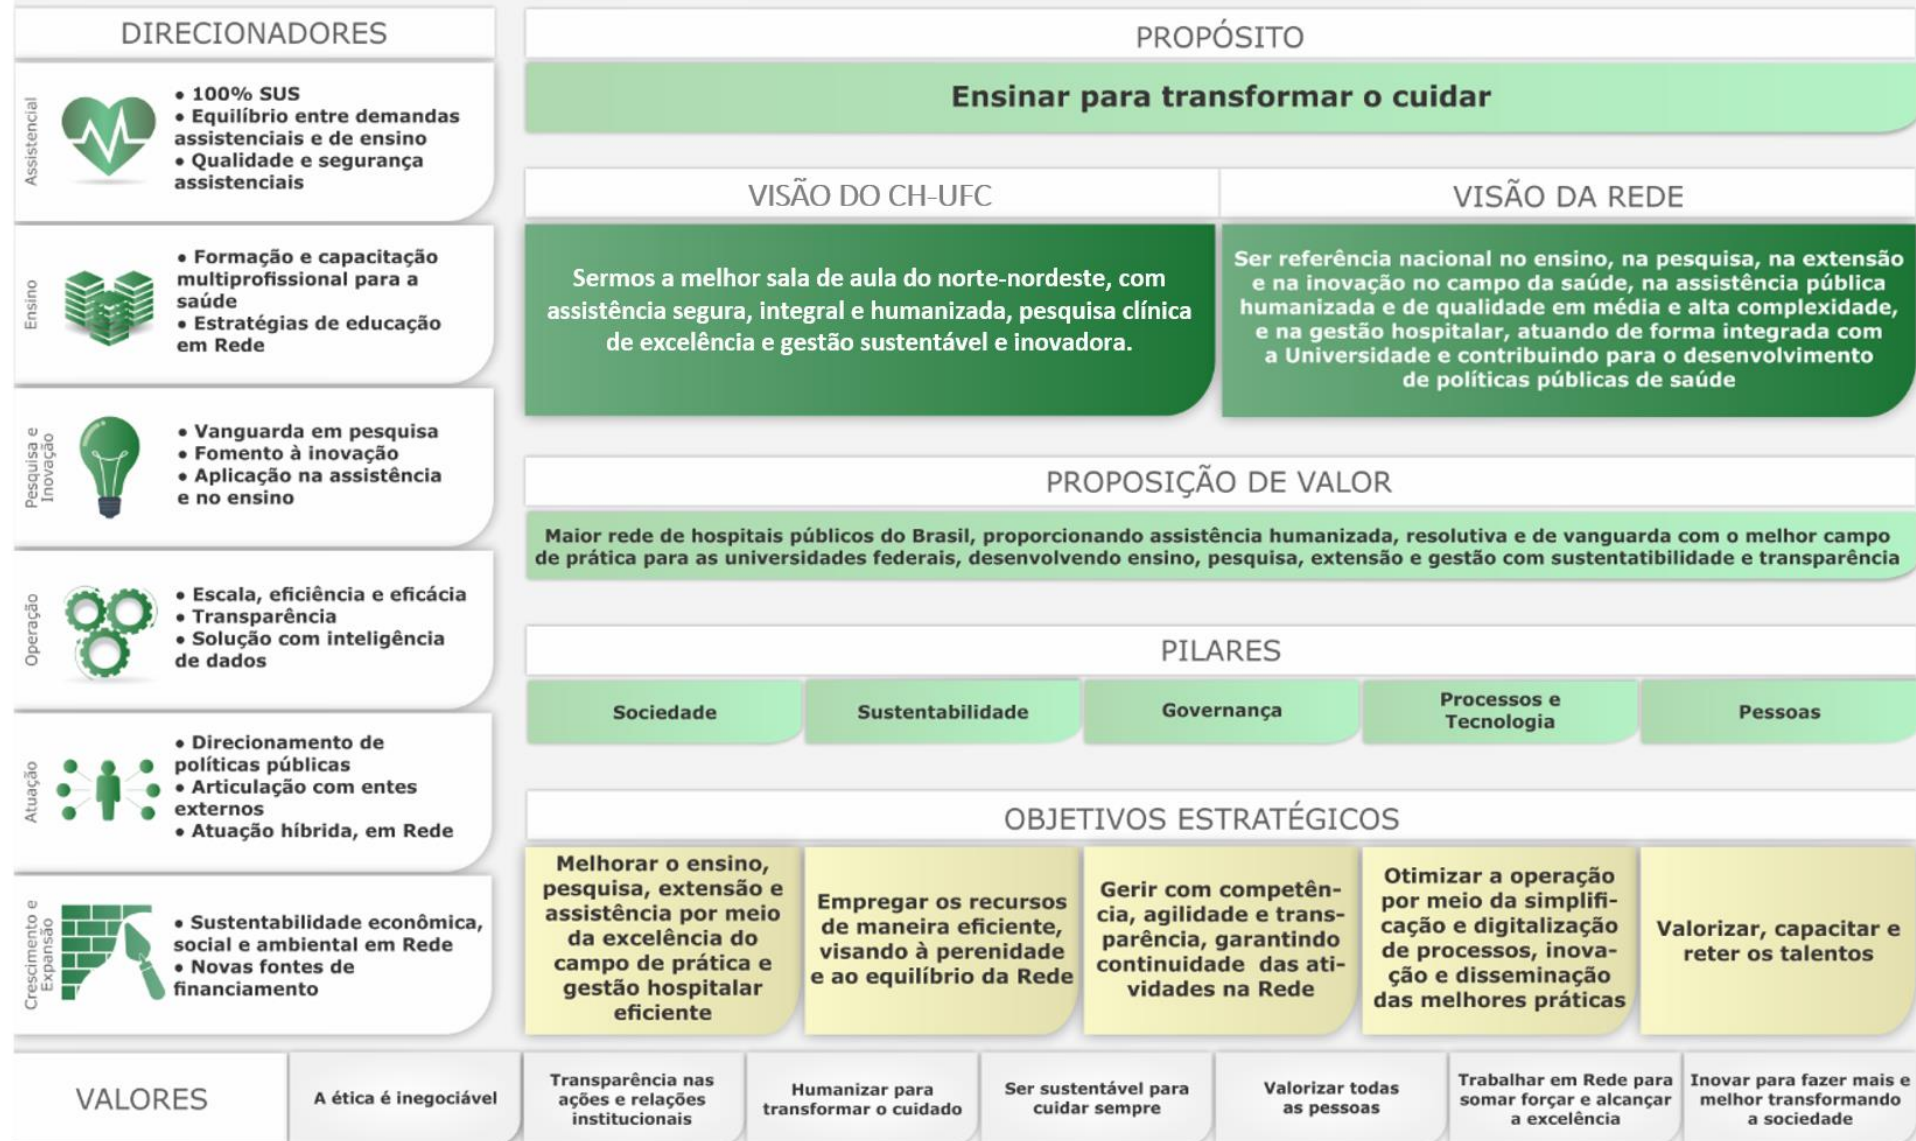 DIRECIONADORES
Assistencial
• 100% SUS
• Equilíbrio entre demandas
assistenciais e de ensino
• Qualidade e segurança
assistenciais
Ensino
• Formação e capacitação
multiprofissional para a
saúde
• Estratégias de educação
em Rede
Pesquisa e
Inovação
• Vanguarda em pesquisa
• Fomento à inovação
• Aplicação na assistência
e no ensino
Operação
• Escala, eficiência e eficácia
• Transparência
• Solução com inteligência
de dados
Atuação
• Direcionamento de
políticas públicas
• Articulação com entes
externos
• Atuação híbrida, em Rede
Crescimento e
Expansão
• Sustentabilidade econômica,
social e ambiental em Rede
• Novas fontes de
financiamento
PROPÓSITO
Ensinar para transformar o cuidar
VISÃO DO CH-UFC
Sermos a melhor sala de aula do norte-nordeste, com
assistência segura, integral e humanizada, pesquisa clínica
de excelência e gestão sustentável e inovadora.
VISÃO DA REDE
Ser referência nacional no ensino, na pesquisa, na extensão
e na inovação no campo da saúde, na assistência pública
humanizada e de qualidade em média e alta complexidade,
e na gestão hospitalar, atuando de forma integrada com
a Universidade e contribuindo para o desenvolvimento
de políticas públicas de saúde
PROPOSIÇÃO DE VALOR
Maior rede de hospitais públicos do Brasil, proporcionando assistência humanizada, resolutiva e de vanguarda com o melhor campo
de prática para as universidades federais, desenvolvendo ensino, pesquisa, extensão e gestão com sustentatibilidade e transparência
PILARES
Sociedade
Sustentabilidade
Governança
Processos e
Tecnologia
Pessoas
OBJETIVOS ESTRATÉGICOS
Melhorar o ensino,
pesquisa, extensão e
assistência por meio
da excelência do
campo de prática e
gestão hospitalar
eficiente
Empregar os recursos
de maneira eficiente,
visando à perenidade
e ao equilíbrio da Rede
Gerir com competên-
cia, agilidade e trans-
parência, garantindo
continuidade das ati-
vidades na Rede
Otimizar a operação
por meio da simplifi-
cação e digitalização
de processos, inova-
ção e disseminação
das melhores práticas
Valorizar, capacitar e
reter os talentos
VALORES
A ética é inegociável
Transparência nas
ações e relações
institucionais
Humanizar para
transformar o cuidado
Ser sustentável para
cuidar sempre
Valorizar todas
as pessoas
Trabalhar em Rede para
somar forçar e alcançar
a excelência
Inovar para fazer mais e
melhor transformando
a sociedade